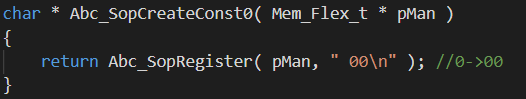 char * Abc_SopCreateConst0( Mem_Flex_t * pMan )
{
    return Abc_SopRegister( pMan, " 00\n" ); //0->00
}